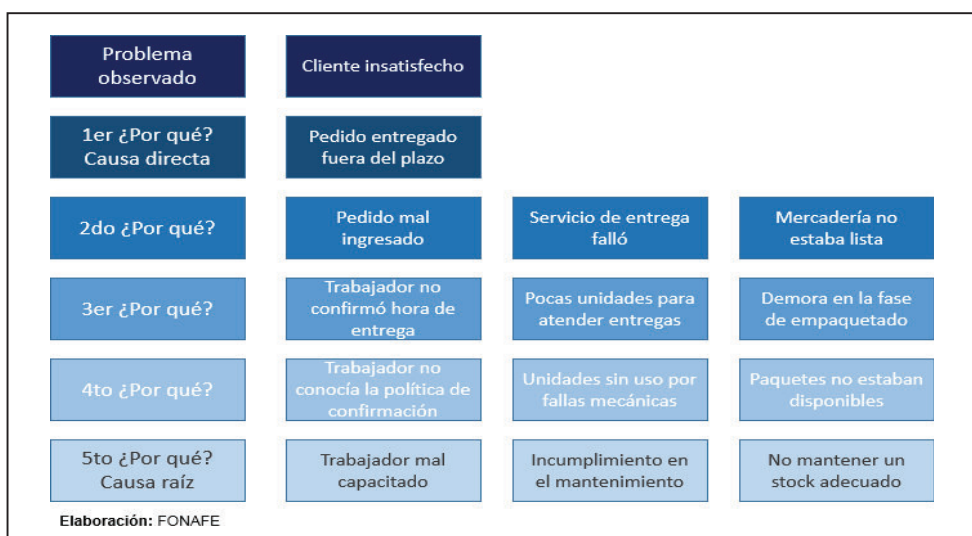 Problema
observado
Cliente insatisfecho
1er ¿Por qué?
Causa directa
Pedido entregado
fuera del plazo
2do ¿Por qué?
Pedido mal
ingresado
Servicio de entrega
falló
Mercadería no
estaba lista
3er ¿Por qué?
Trabajador no
confirmó hora de
entrega
Pocas unidades para
atender entregas
Demora en la fase
de empaquetado
4to ¿Por qué?
Trabajador no
conocía la política de
confirmación
Unidades sin uso por
fallas mecánicas
Paquetes no estaban
disponibles
5to ¿Por qué?
Causa raíz
Trabajador mal
capacitado
Incumplimiento en
el mantenimiento
No mantener un
stock adecuado
Elaboración: FONAFE